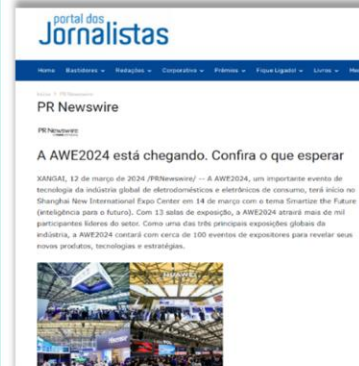 portal dos
Jornalistas
Home Bastidores Redações Corporativo Prêmios Fique Ligado! Livros
PR Newswire
PR Newswire
A AWE2024 está chegando. Confira o que esperar
XANGAI, 12 de março de 2024 /PRNewswire/ -- A AWE2024, um importante evento de
tecnologia da indústria global de eletrodomésticos e eletrônicos de consumo, terá início no
Shanghai New International Expo Center em 14 de março com o tema Smartize the Future
(inteligência para o futuro). Com 13 salas de exposição, a AWE2024 atrairá mais de mil
participantes líderes do setor. Como uma das três principais exposições globais da
indústria, a AWE2024 contará com cerca de 100 eventos de expositores para revelar seus
novos produtos, tecnologias e estratégias.
HUAWEI